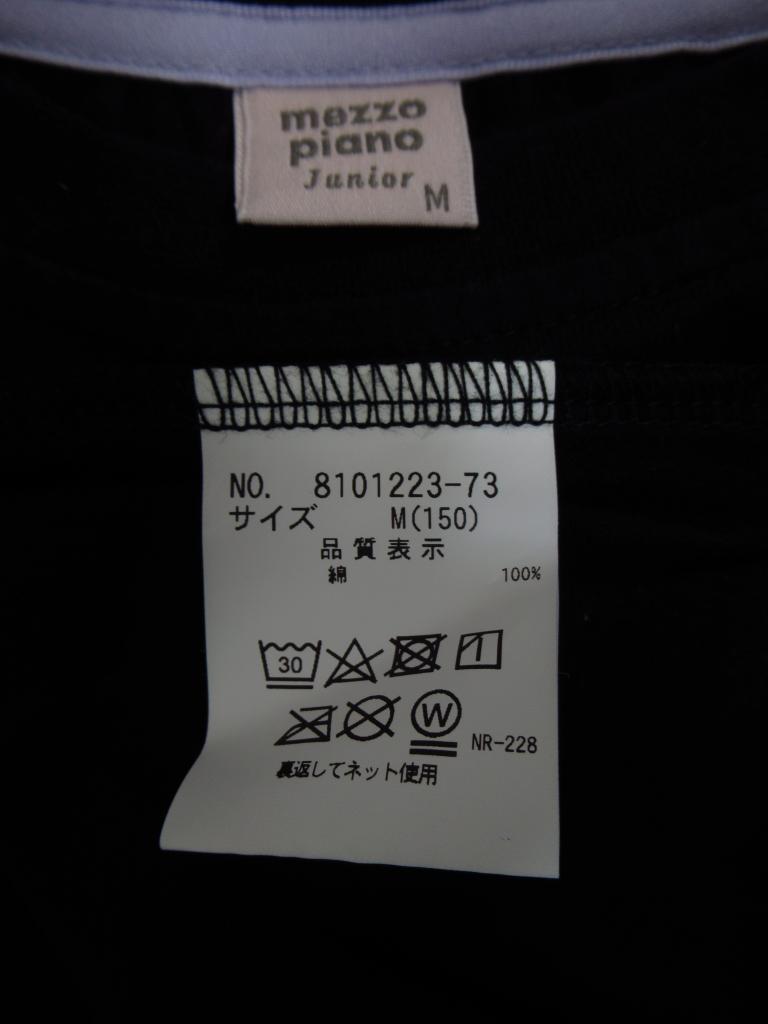 mezzo
piano
Junior M
NO. 8101223-73
サイズ M(150)
品質表示
綿 100%
30
W NR-228
裏返してネット使用